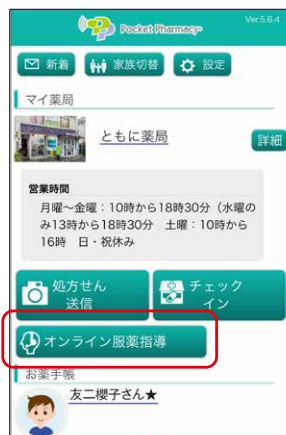 Pocket Pharmacy
Ver5.6.4
新着
家族切替
設定
マイ薬局
ともに薬局
詳細
営業時間
月曜～金曜：10時から18時30分（水曜の
み13時から18時30分　土曜：10時から
16時　日・祝休み
処方せん
送信
チェック
イン
オンライン服薬指導
お薬手帳
友二櫻子さん★